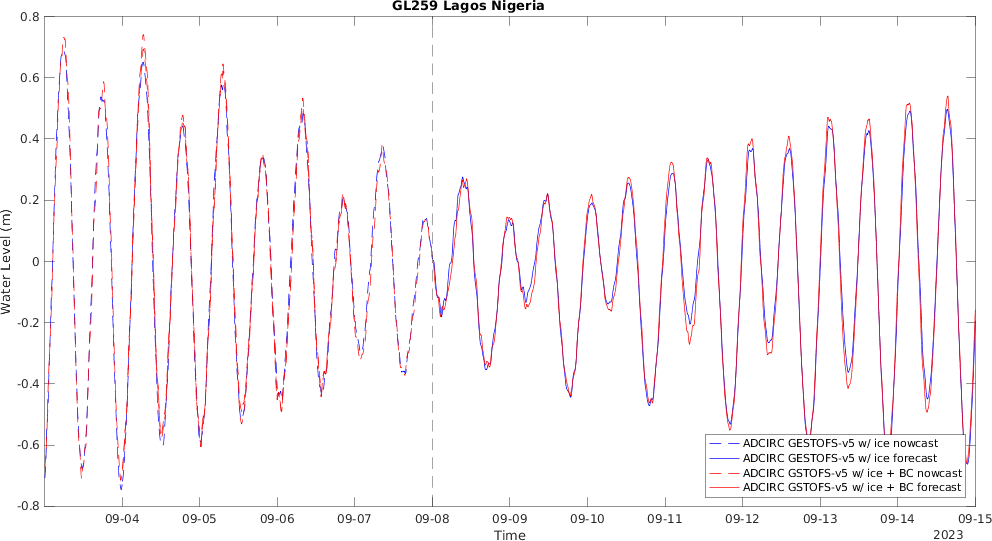 GL259 Lagos Nigeria
0.8
0.6
0.4
0.2
0
-0.2
-0.4
-0.6
-0.8
Water Level (m)
ADCIRC GESTOFS-v5 w/ ice nowcast
ADCIRC GESTOFS-v5 w/ ice forecast
ADCIRC GSTOFS-v5 w/ ice + BC nowcast
ADCIRC GSTOFS-v5 w/ ice + BC forecast
09-04 09-05 09-06 09-07 09-08 09-09 09-10 09-11 09-12 09-13 09-14 09-15
Time
2023